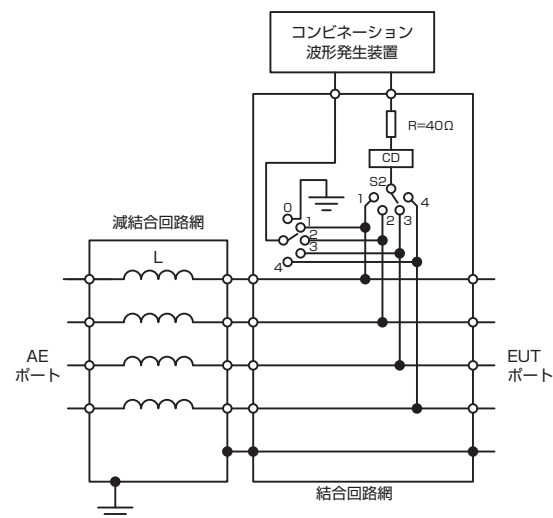 コンビネーション
波形発生装置
R=40Ω
CD
S2
1
4
2
3
0
1
2
3
4
減結合回路網
L
AE
ポート
EUT
ポート
結合回路網